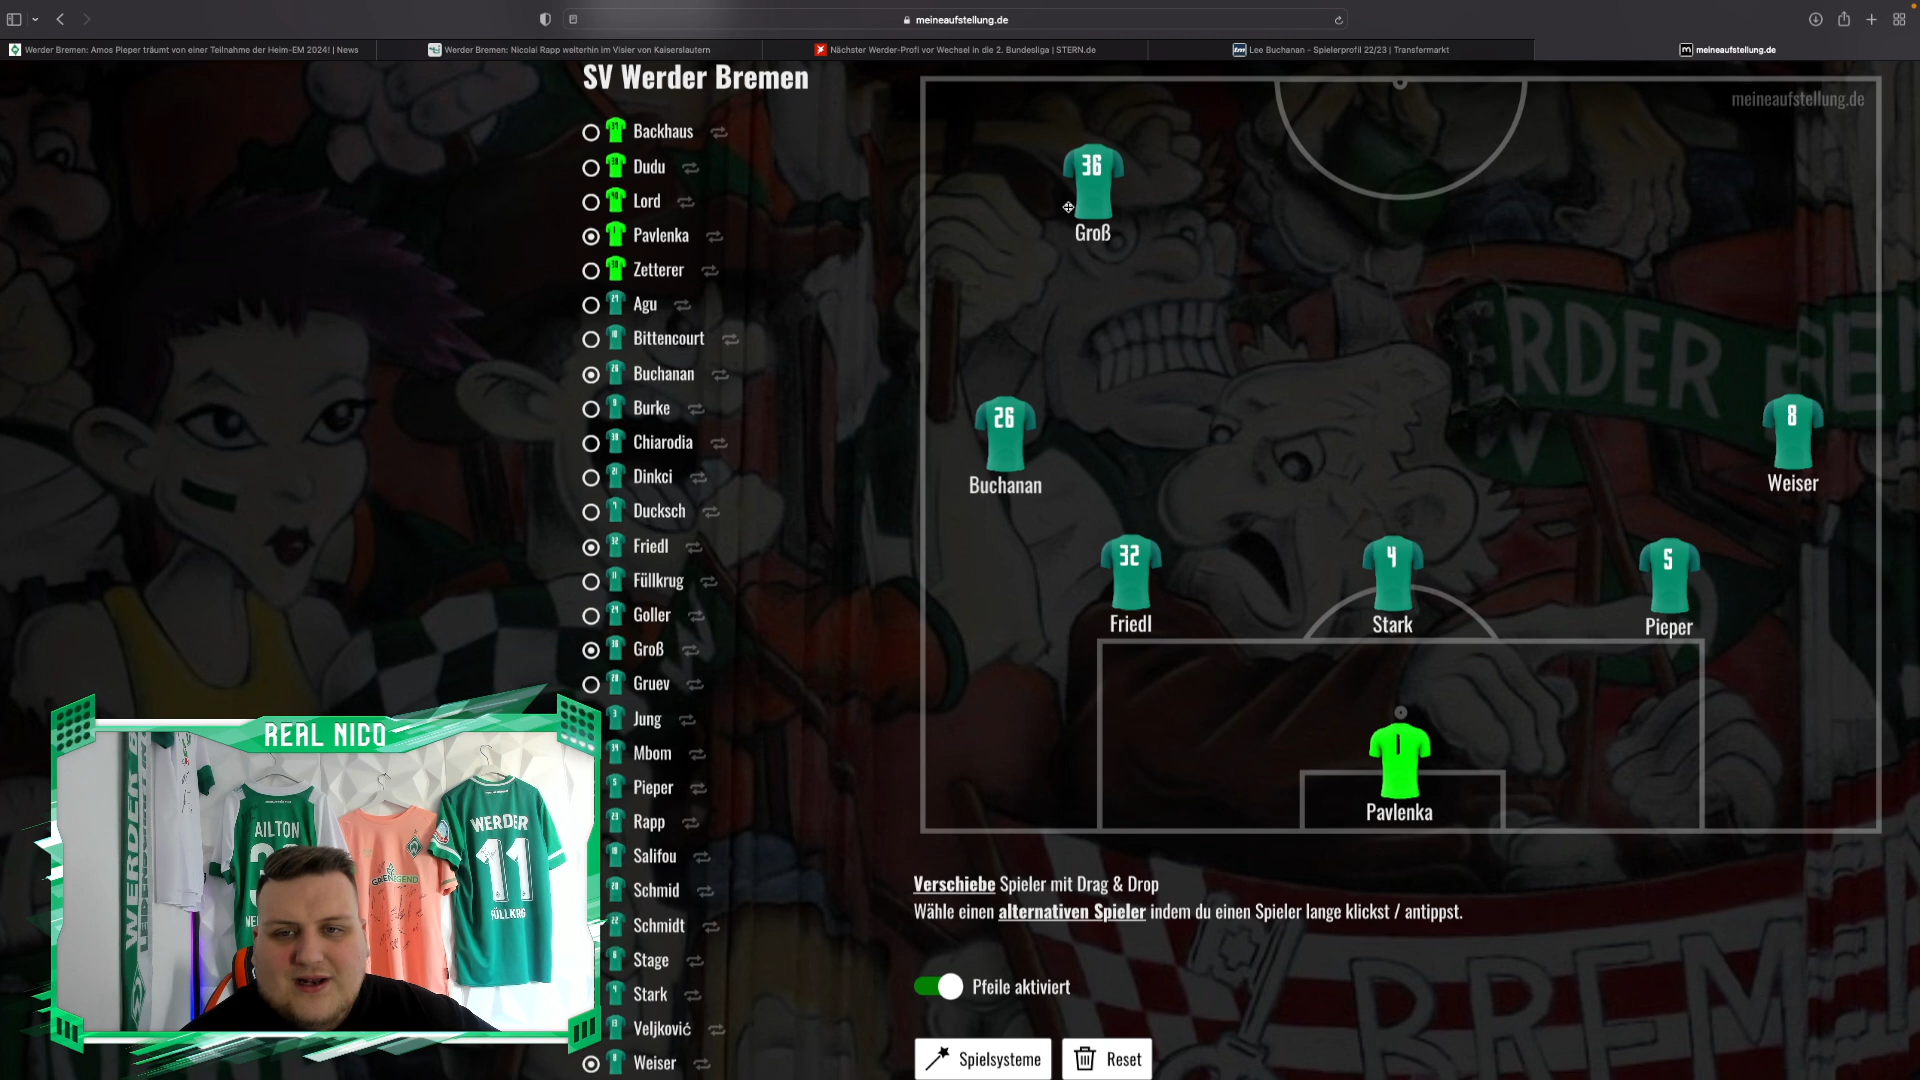 meineaufstellung.de
Werder Bremen: Amos Pieper träumt von einer Teilnahme der Heim-EM 2024! | News
Werder Bremen: Nicolai Rapp weiterhin im Visier von Kaiserslautern
Nächster Werder-Profi vor Wechsel in die 2. Bundesliga | STERN.de
Lee Buchanan - Spielerprofil 22/23 | Transfermarkt
meineaufstellung.de
SV Werder Bremen
meineaufstellung.de
Backhaus
Dudu
Lord
Pavlenka
Zetterer
Agu
Bittencourt
Buchanan
Burke
Chiarodia
Dinkci
Ducksch
Friedl
Füllkrug
Goller
Groß
Gruev
Jung
Mbom
Pieper
Rapp
Salifou
Schmid
Schmidt
Stage
Stark
Veljković
Weiser
36
Groß
26
Buchanan
8
Weiser
32
Friedl
4
Stark
5
Pieper
1
Pavlenka
Verschiebe Spieler mit Drag & Drop
Wähle einen alternativen Spieler indem du einen Spieler lange klickst / antippst.
Pfeile aktiviert
Spielsysteme
Reset
REAL NICO
AILTON
WERDER
11
FÜLLKRG
WERDER B
BREM